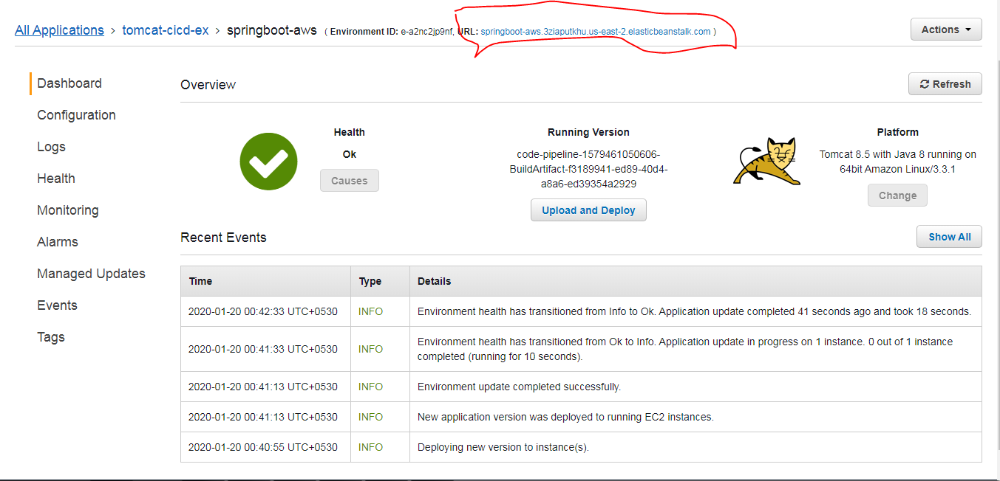 All Applications > tomcat-cicd-ex > springboot-aws ( Environment ID: e-a2nc2jp9nf, URL: springboot-aws.3ziaputkhu.us-east-2.elasticbeanstalk.com )
Actions
Dashboard
Configuration
Logs
Health
Monitoring
Alarms
Managed Updates
Events
Tags
Overview
Refresh
Health
Ok
Causes
Running Version
code-pipeline-1579461050606-
BuildArtifact-f3189941-ed89-40d4-
a8a6-ed39354a2929
Upload and Deploy
Platform
Tomcat 8.5 with Java 8 running on
64bit Amazon Linux/3.3.1
Change
Recent Events
Show All
Time Type Details
2020-01-20 00:42:33 UTC+0530 INFO Environment health has transitioned from Info to Ok. Application update completed 41 seconds ago and took 18 seconds.
2020-01-20 00:41:33 UTC+0530 INFO Environment health has transitioned from Ok to Info. Application update in progress on 1 instance. 0 out of 1 instance
completed (running for 10 seconds).
2020-01-20 00:41:13 UTC+0530 INFO Environment update completed successfully.
2020-01-20 00:41:13 UTC+0530 INFO New application version was deployed to running EC2 instances.
2020-01-20 00:40:55 UTC+0530 INFO Deploying new version to instance(s).